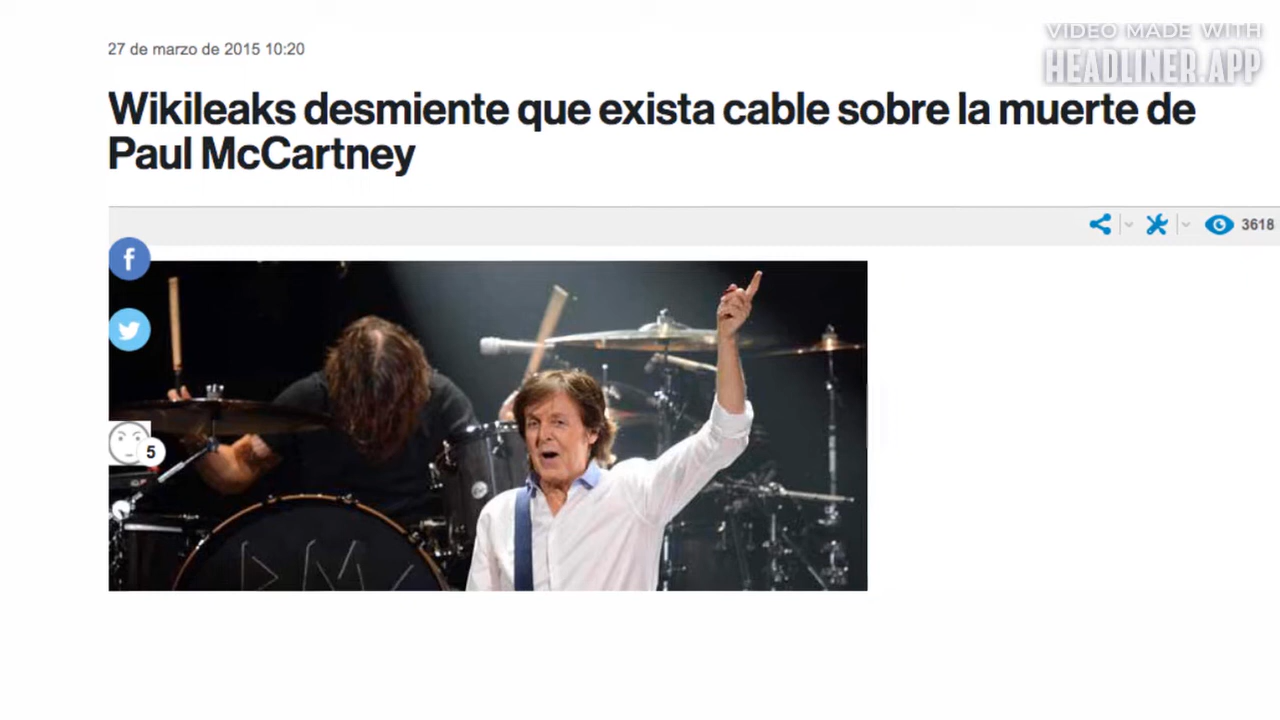 VIDEO MADE WITH
HEADLINER.APP
27 de marzo de 2015 10:20
Wikileaks desmiente que exista cable sobre la muerte de
Paul McCartney
3618
f
5